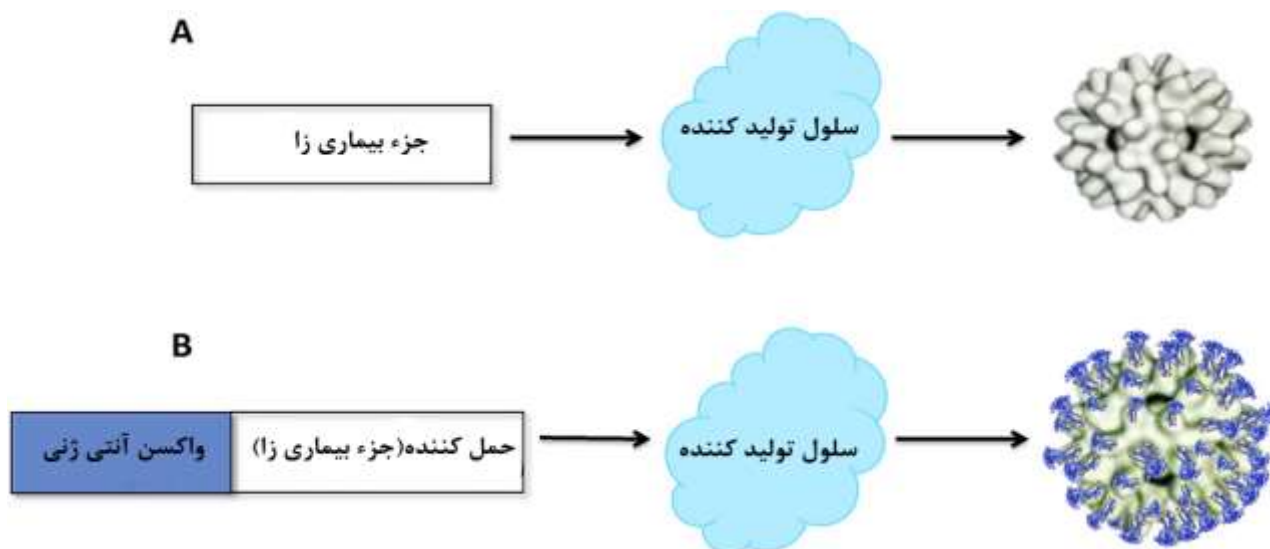 A
جزء بیماری زا
سلول تولید کننده
B
واکسن آنتی ژنی
حمل کننده(جزء بیماری زا)
سلول تولید کننده